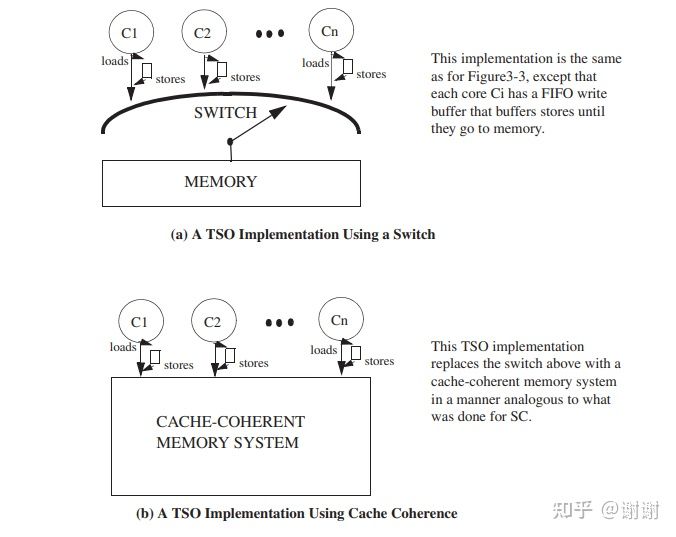 C1 C2 Cn
loads stores stores loads stores
This implementation is the same
as for Figure3-3, except that
each core Ci has a FIFO write
buffer that buffers stores until
they go to memory.
SWITCH
MEMORY
(a) A TSO Implementation Using a Switch
C1 C2 Cn
loads stores stores loads stores
This TSO implementation
replaces the switch above with a
cache-coherent memory system
in a manner analogous to what
was done for SC.
CACHE-COHERENT
MEMORY SYSTEM
(b) A TSO Implementation Using Cache Coherence
知乎 @谢谢